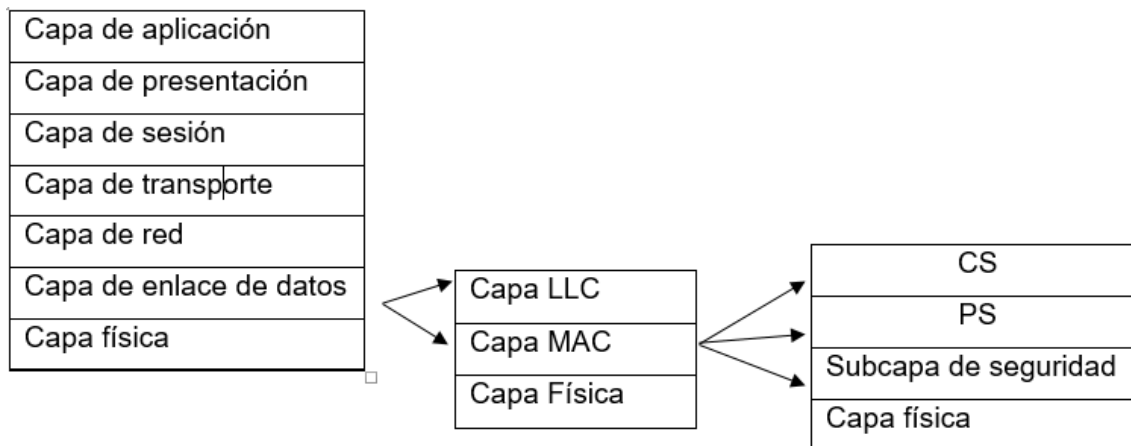 Capa de aplicación
Capa de presentación
Capa de sesión
Capa de transporte
Capa de red
Capa de enlace de datos
Capa física
Capa LLC
Capa MAC
Capa Física
CS
PS
Subcapa de seguridad
Capa física